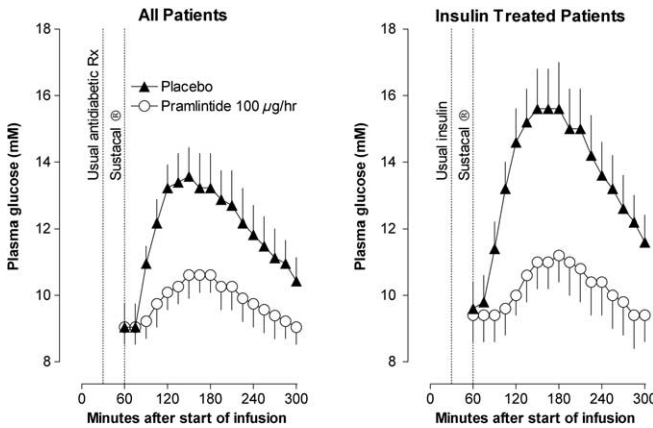 All Patients
18
16
14
12
10
8
Plasma glucose (mM)
Usual antidiabetic Rx
Sustacal ®
Placebo
Pramlintide 100 µg/hr
0 60 120 180 240 300
Minutes after start of infusion
Insulin Treated Patients
18
16
14
12
10
8
Plasma glucose (mM)
Usual insulin
Sustacal ®
0 60 120 180 240 300
Minutes after start of infusion